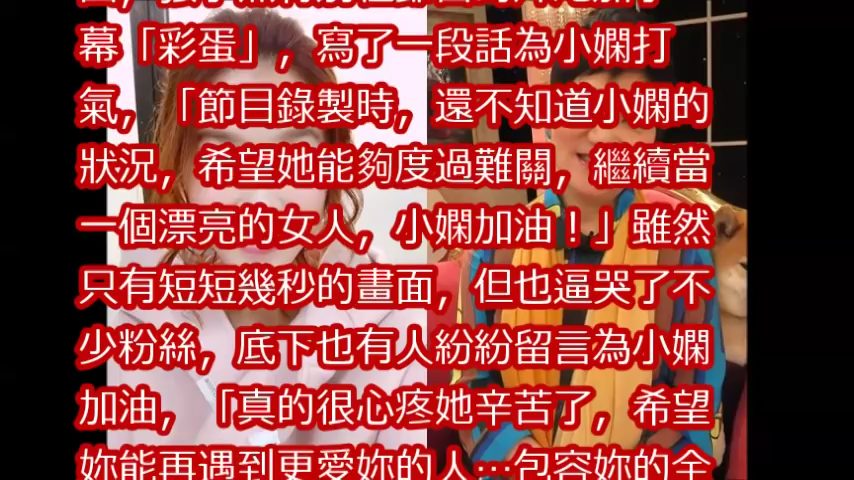 幕「彩蛋」，寫了一段話為小嫻打
氣，「節目錄製時，還不知道小嫻的
狀況，希望她能夠度過難關，繼續當
一個漂亮的女人，小嫻加油！」雖然
只有短短幾秒的畫面，但也逼哭了不
少粉絲，底下也有人紛紛留言為小嫻
加油，「真的很心疼她辛苦了，希望
妳能再遇到更愛妳的人…包容妳的全